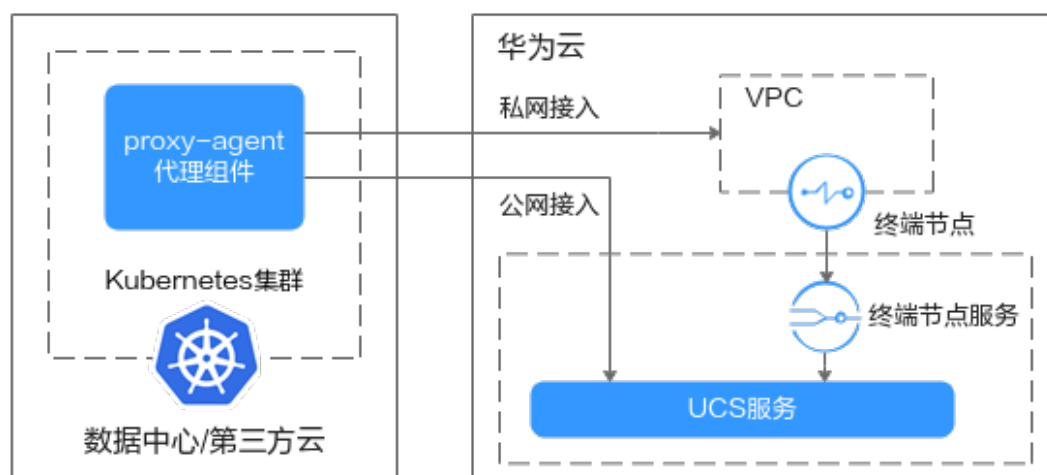 proxy-agent
代理组件
Kubernetes集群
数据中心/第三方云
华为云
私网接入
VPC
公网接入
终端节点
终端节点服务
UCS服务